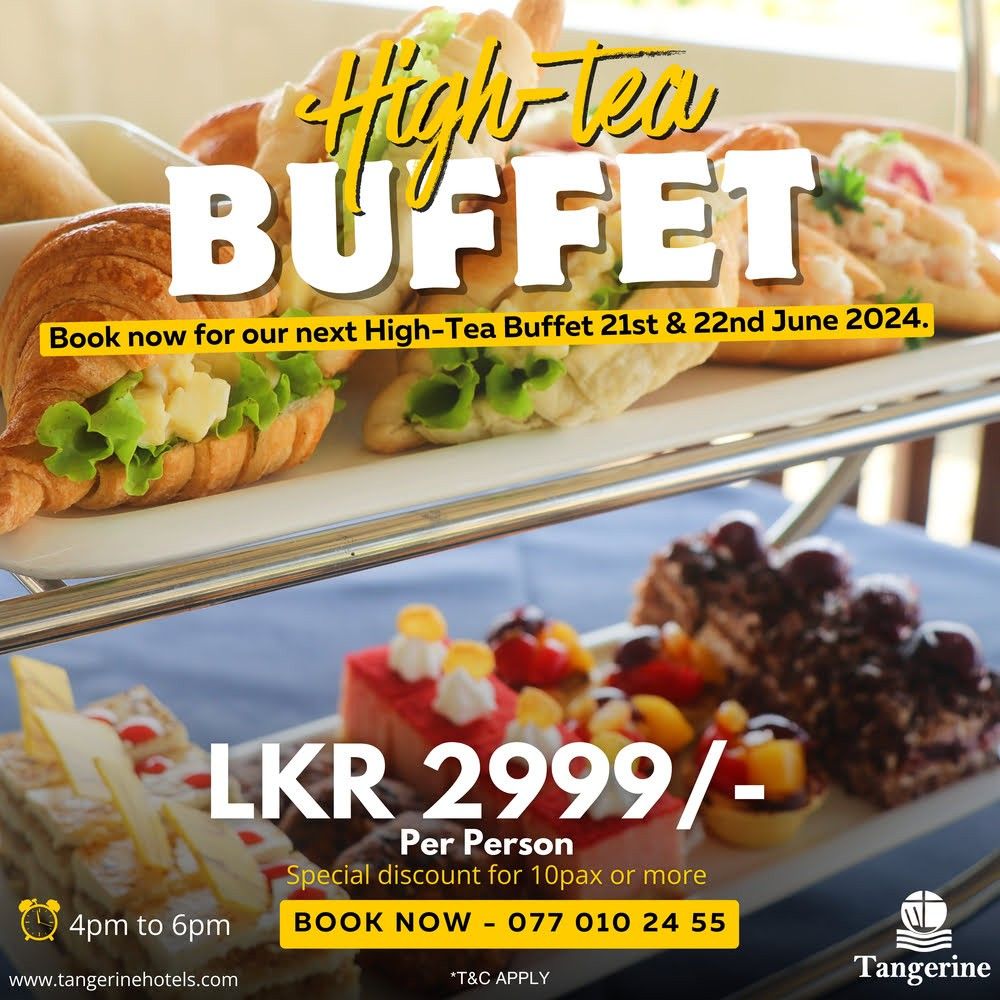 High-Tea
BUFFET
Book now for our next High-Tea Buffet 21st & 22nd June 2024.
LKR 2999/-
Per Person
Special discount for 10pax or more
4pm to 6pm
BOOK NOW - 077 010 24 55
www.tangerinehotels.com
*T&C APPLY
Tangerine